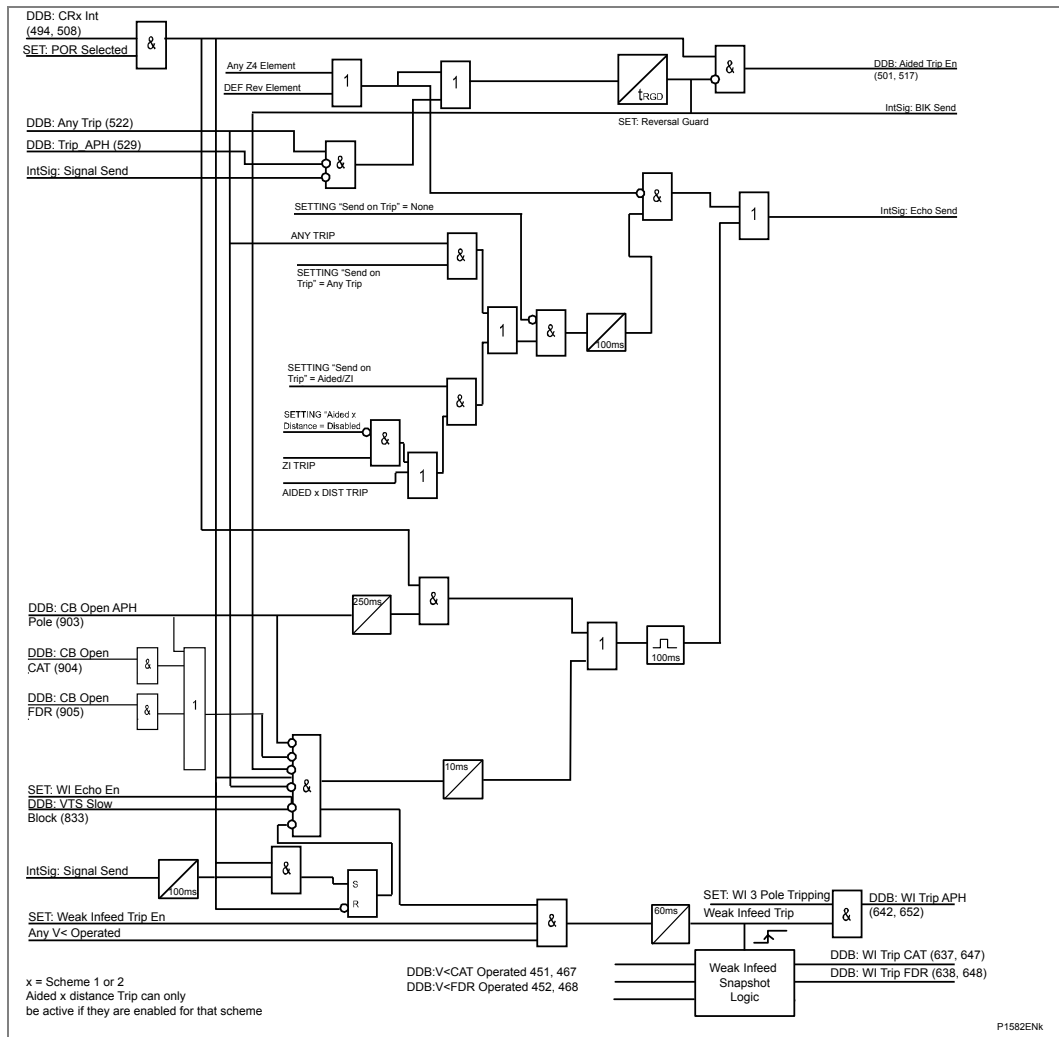 DDB: CRx Int
(494, 508)
SET: POR Selected
&
Any Z4 Element
DEF Rev Element
1
1
tRGD
SET: Reversal Guard
&
DDB: Aided Trip En
(501, 517)
IntSig: BIK Send
DDB: Any Trip (522)
DDB: Trip_APH (529)
IntSig: Signal Send
&
SETTING “Send on Trip” = None
ANY TRIP
SETTING “Send on
Trip” = Any Trip
&
&
1
IntSig: Echo Send
1
&
100ms
SETTING “Send on
Trip” = Aided/ZI
&
SETTING “Aided x
Distance = Disabled
&
ZI TRIP
1
AIDED x DIST TRIP
DDB: CB Open APH
Pole (903)
250ms
&
DDB: CB Open
CAT (904)
&
DDB: CB Open
FDR (905)
&
1
1
100ms
SET: WI Echo En
DDB: VTS Slow
Block (833)
&
10ms
IntSig: Signal Send
100ms
&
S
R
SET: Weak Infeed Trip En
Any V< Operated
&
60ms
SET: WI 3 Pole Tripping
Weak Infeed Trip
&
DDB: WI Trip APH
(642, 652)
DDB:V<CAT Operated 451, 467
DDB:V<FDR Operated 452, 468
Weak Infeed
Snapshot
Logic
DDB: WI Trip CAT (637, 647)
DDB: WI Trip FDR (638, 648)
x = Scheme 1 or 2
Aided x distance Trip can only
be active if they are enabled for that scheme
P1582ENk